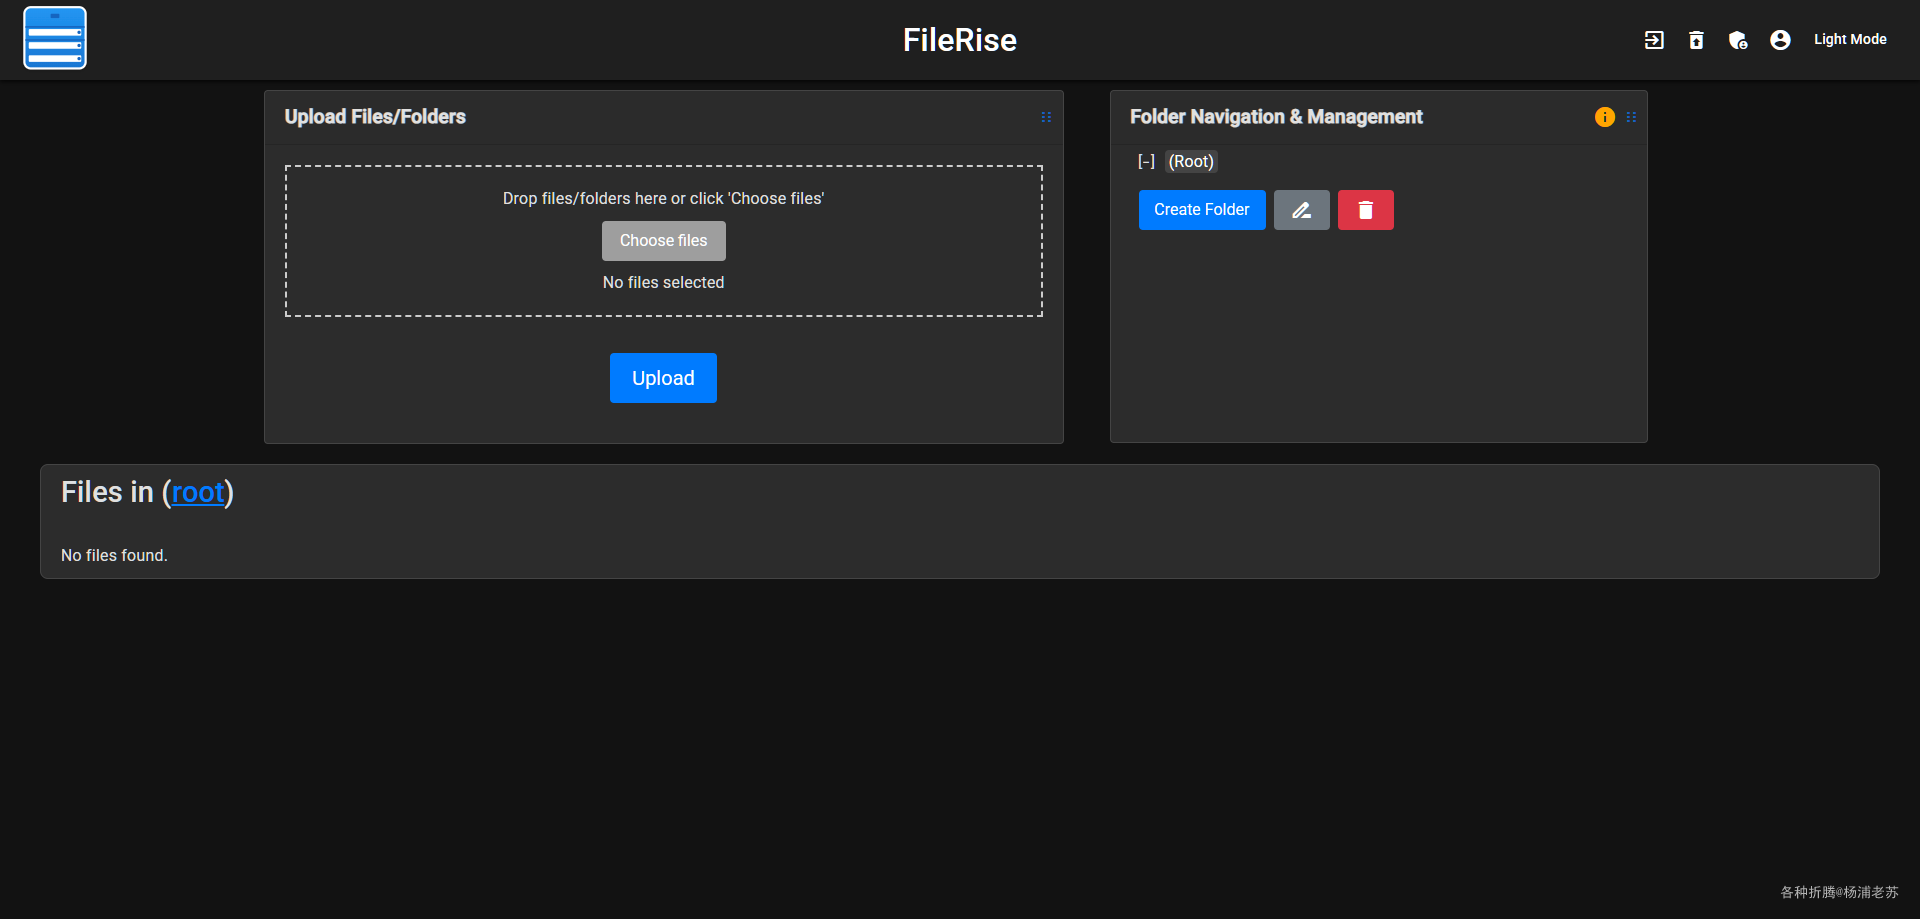 FileRise
Light Mode
Upload Files/Folders
Drop files/folders here or click 'Choose files'
Choose files
No files selected
Upload
Folder Navigation & Management
[-] (Root)
Create Folder
Files in (root)
No files found.
各种折腾@杨浦老苏